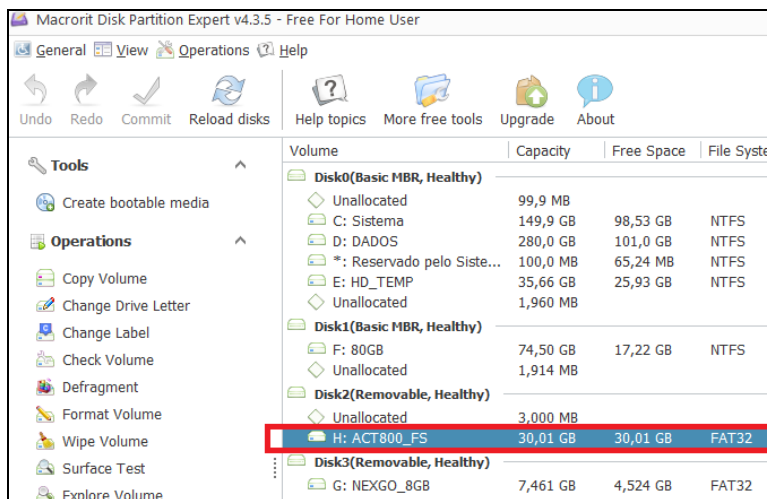 Macrorit Disk Partition Expert v4.3.5 - Free For Home User
General View Operations Help
Undo Redo Commit Reload disks Help topics More free tools Upgrade About
Tools
Create bootable media
Operations
Copy Volume
Change Drive Letter
Change Label
Check Volume
Defragment
Format Volume
Wipe Volume
Surface Test
Explore Volume
Volume Capacity Free Space File Syste
Disk0(Basic MBR, Healthy)
Unallocated 99,9 MB
C: Sistema 149,9 GB 98,53 GB NTFS
D: DADOS 280,0 GB 101,0 GB NTFS
*: Reservado pelo Siste... 100,0 MB 65,24 MB NTFS
E: HD_TEMP 35,66 GB 25,93 GB NTFS
Unallocated 1,960 MB
Disk1(Basic MBR, Healthy)
F: 80GB 74,50 GB 17,22 GB NTFS
Unallocated 1,914 MB
Disk2(Removable, Healthy)
Unallocated 3,000 MB
H: ACT800_FS 30,01 GB 30,01 GB FAT32
Disk3(Removable, Healthy)
G: NEXGO_8GB 7,461 GB 4,524 GB FAT32